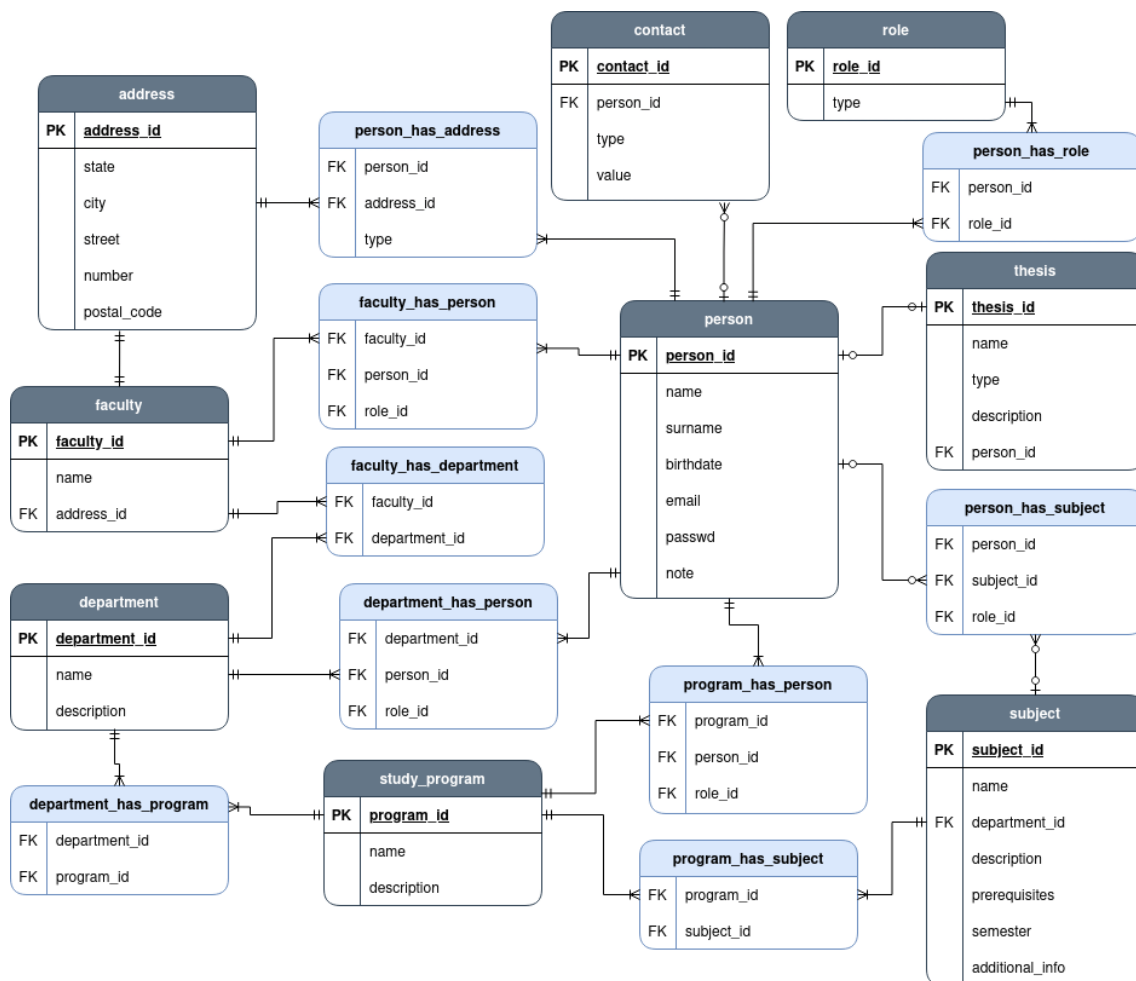 contact
PK contact_id
FK person_id
type
value
role
PK role_id
type
address
PK address_id
state
city
street
number
postal_code
person_has_address
FK person_id
FK address_id
type
person_has_role
FK person_id
FK role_id
thesis
PK thesis_id
name
type
description
FK person_id
faculty_has_person
FK faculty_id
FK person_id
FK role_id
person
PK person_id
name
surname
birthdate
email
passwd
note
faculty
PK faculty_id
name
FK address_id
faculty_has_department
FK faculty_id
FK department_id
person_has_subject
FK person_id
FK subject_id
FK role_id
department
PK department_id
name
description
department_has_person
FK department_id
FK person_id
FK role_id
program_has_person
FK program_id
FK person_id
FK role_id
subject
PK subject_id
name
FK department_id
description
prerequisites
semester
additional_info
study_program
PK program_id
name
description
department_has_program
FK department_id
FK program_id
program_has_subject
FK program_id
FK subject_id